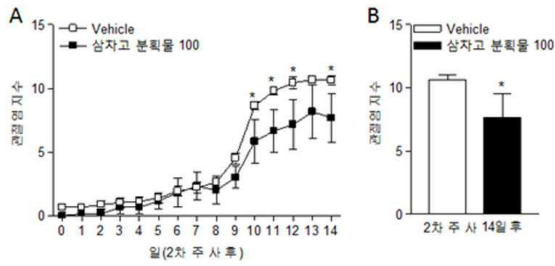 A
Vehicle
삼차고 분획물 100
관절염 지수
15
10
5
0
* * * *
0 1 2 3 4 5 6 7 8 9 10 11 12 13 14
일(2차 주 사 후)
B
Vehicle
삼차고 분획물 100
관절염 지수
15
10
5
0
*
2차 주 사 14일 후